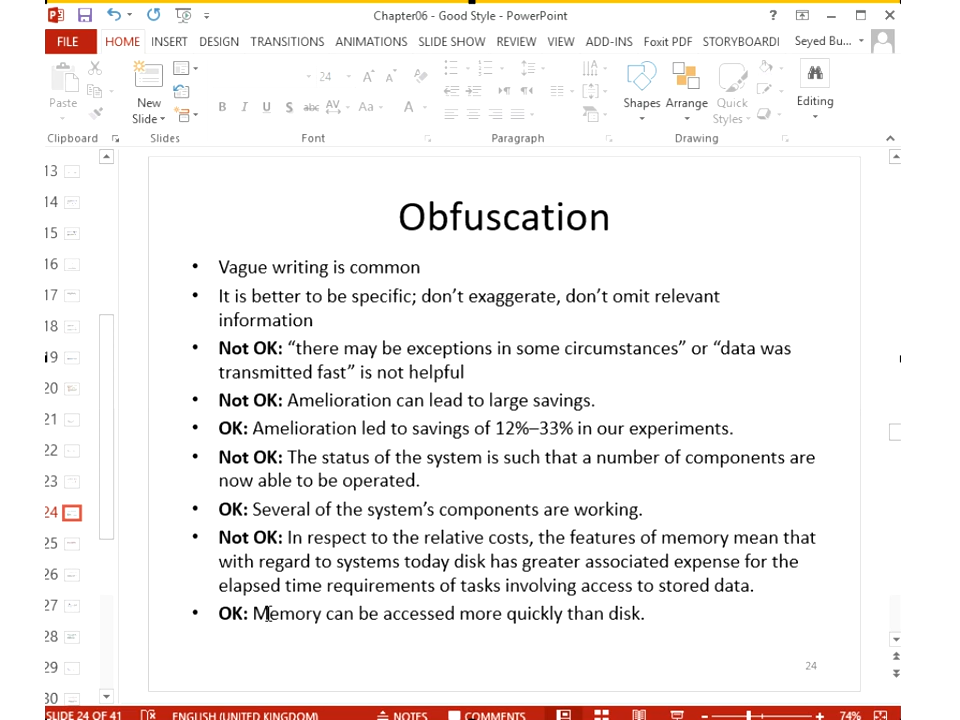 Chapter06 - Good Style - PowerPoint
FILE HOME INSERT DESIGN TRANSITIONS ANIMATIONS SLIDE SHOW REVIEW VIEW ADD-INS Foxit PDF STORYBOARDI Seyed Bu...
Paste
New
Slide
24
B I U S abc AV Aa A
Shapes Arrange Quick
Styles
Editing
Clipboard Slides Font Paragraph Drawing
13
14
15
16
17
18
19
20
21
22
23
24
25
26
27
28
29
30
Obfuscation
• Vague writing is common
• It is better to be specific; don’t exaggerate, don’t omit relevant
information
• Not OK: “there may be exceptions in some circumstances” or “data was
transmitted fast” is not helpful
• Not OK: Amelioration can lead to large savings.
• OK: Amelioration led to savings of 12%–33% in our experiments.
• Not OK: The status of the system is such that a number of components are
now able to be operated.
• OK: Several of the system’s components are working.
• Not OK: In respect to the relative costs, the features of memory mean that
with regard to systems today disk has greater associated expense for the
elapsed time requirements of tasks involving access to stored data.
• OK: Memory can be accessed more quickly than disk.
24
SLIDE 24 OF 41 ENGLISH (UNITED KINGDOM) NOTES COMMENTS 74%